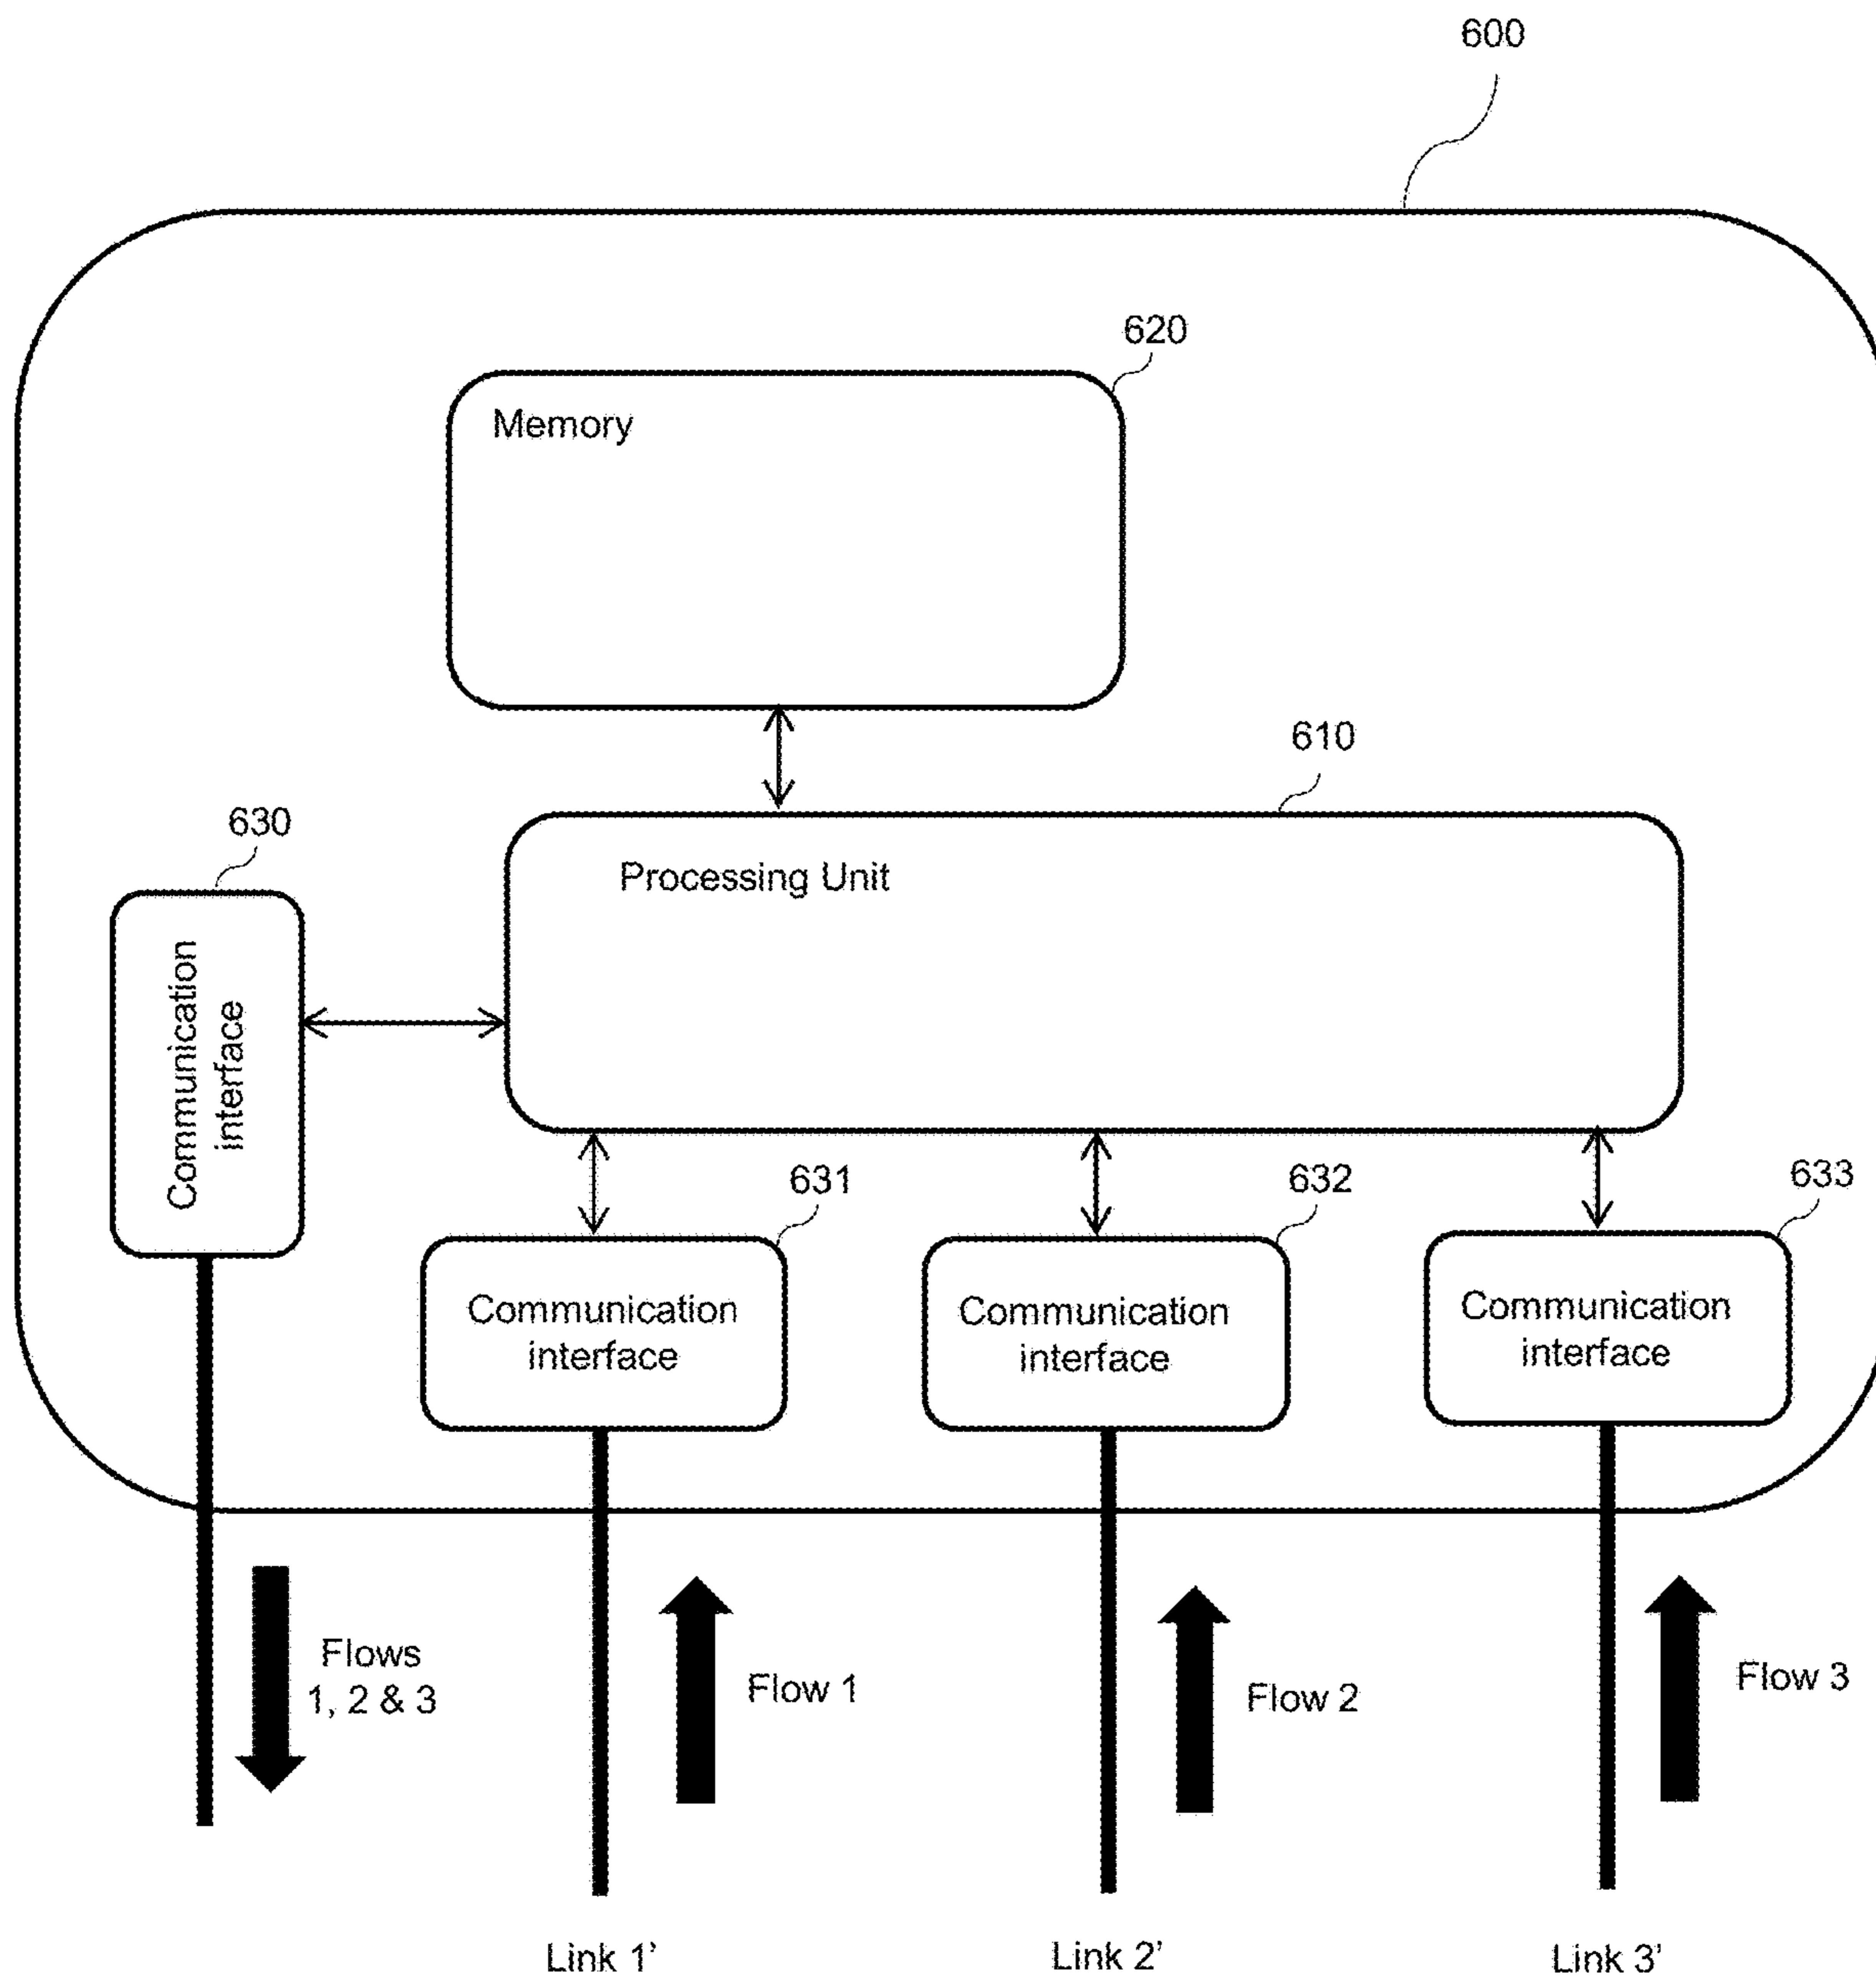 600
620
Memory
610
630
Processing Unit
Communication
interface
631
632
633
Communication
interface
Communication
interface
Communication
interface
Flows
1, 2 & 3
Flow 1
Flow 2
Flow 3
Link 1’
Link 2’
Link 3’